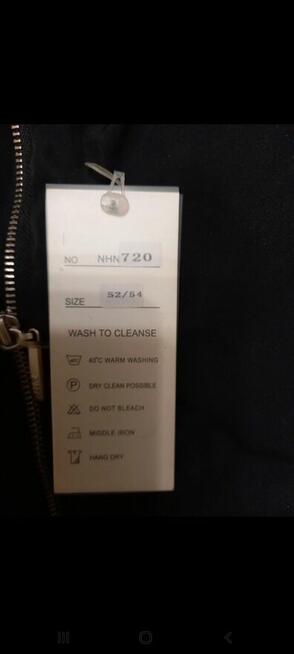 NO NHN720
SIZE 52/54
WASH TO CLEANSE
40°C WARM WASHING
P DRY CLEAN POSSIBLE
DO NOT BLEACH
MIDDLE IRON
HANG DRY